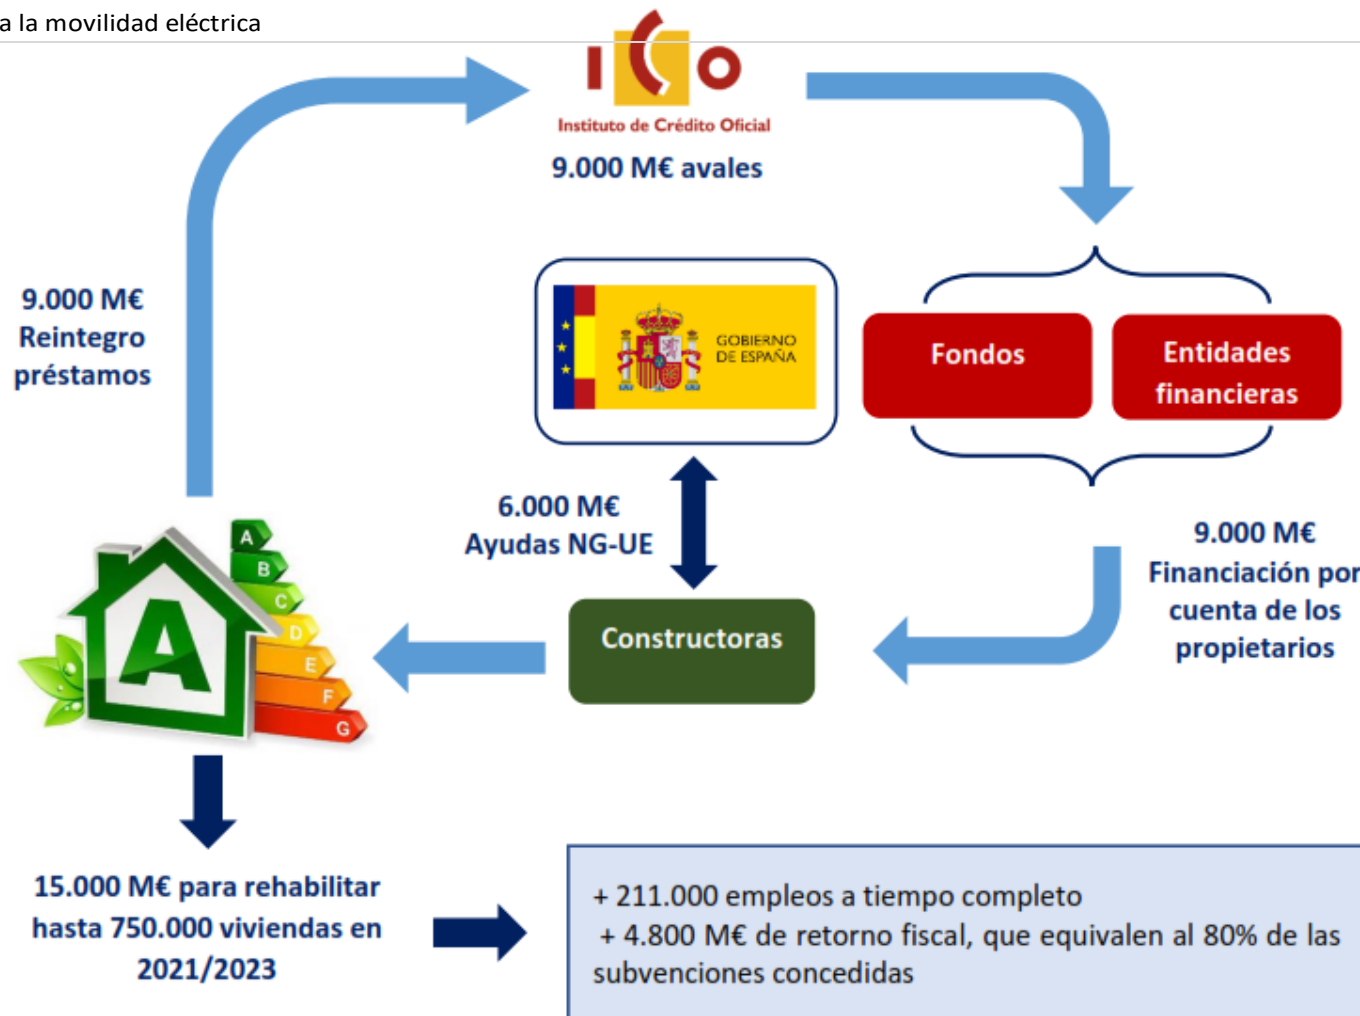 a la movilidad eléctrica
ICO
Instituto de Crédito Oficial
9.000 M€ avales
9.000 M€
Reintegro
préstamos
GOBIERNO
DE ESPAÑA
Fondos
Entidades
financieras
6.000 M€
Ayudas NG-UE
9.000 M€
Financiación por
cuenta de los
propietarios
Constructoras
A
A
B
C
D
E
F
G
15.000 M€ para rehabilitar
hasta 750.000 viviendas en
2021/2023
+ 211.000 empleos a tiempo completo
+ 4.800 M€ de retorno fiscal, que equivalen al 80% de las
subvenciones concedidas